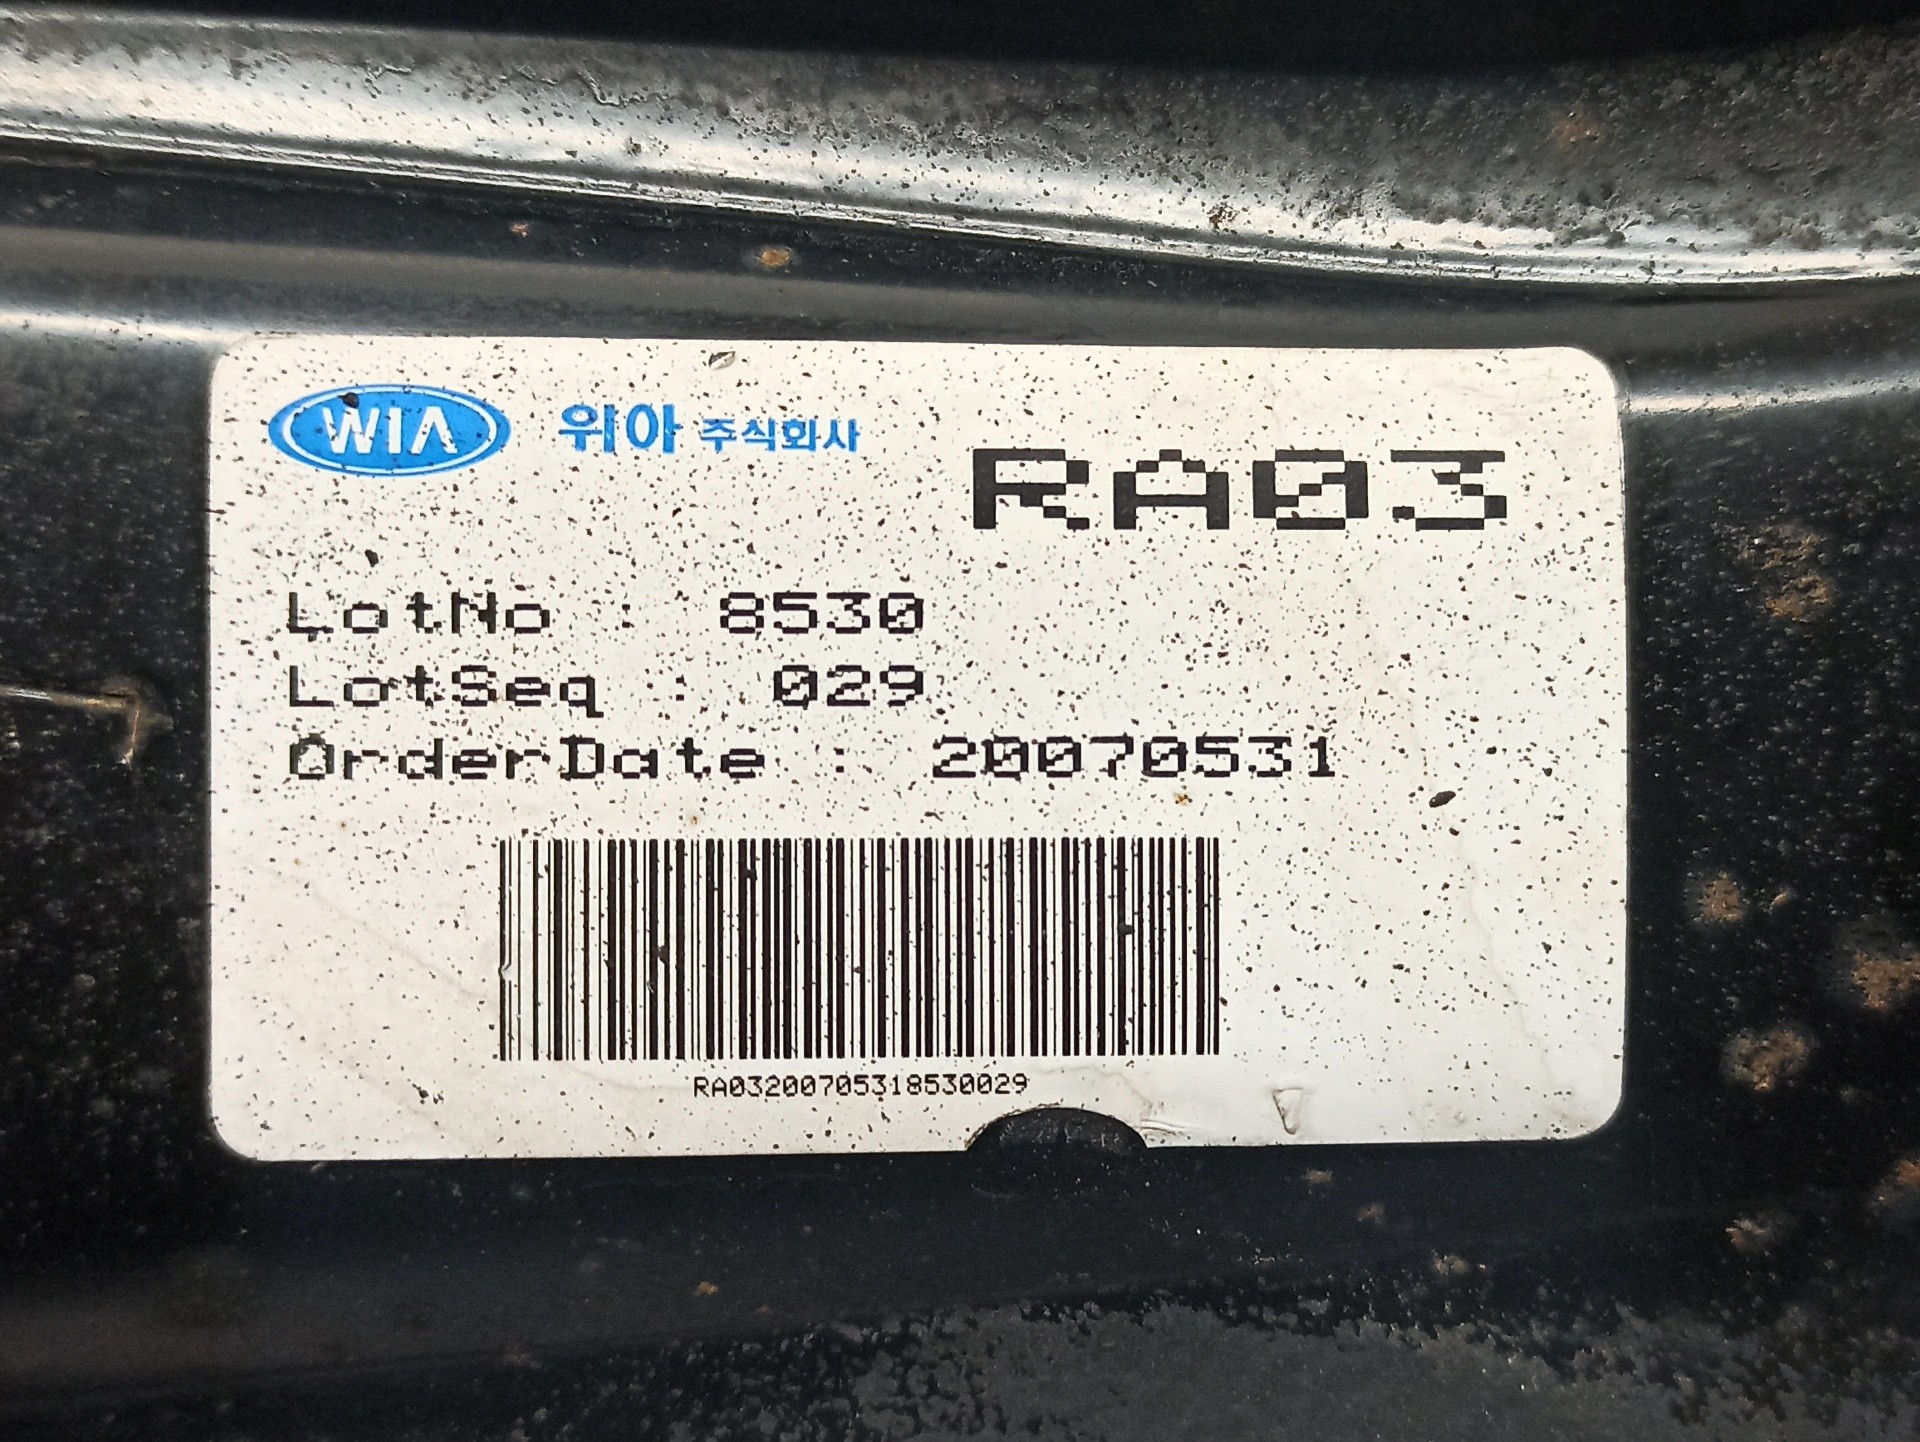 WIA 위아 주식회사
RA03
LotNo : 8530
LotSeq : 029
OrderDate : 20070531
RA03200705318530029